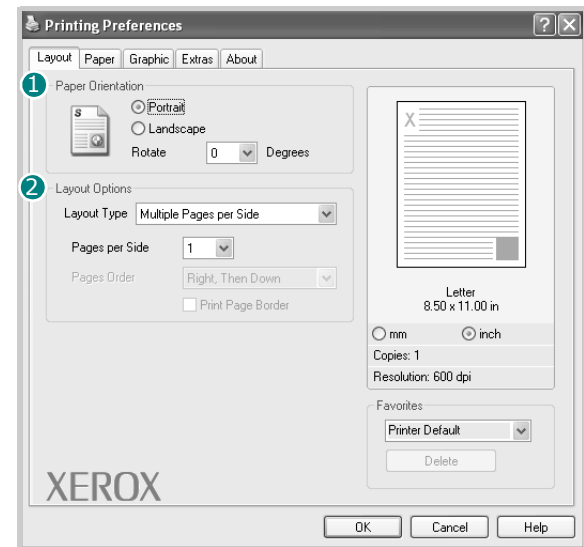 Printing Preferences
Layout Paper Graphic Extras About
1 Paper Orientation
S
Portrait
Landscape
Rotate 0 Degrees
2 Layout Options
Layout Type Multiple Pages per Side
Pages per Side 1
Pages Order Right, Then Down
Print Page Border
X
Letter
8.50 x 11.00 in
mm inch
Copies: 1
Resolution: 600 dpi
Favorites
Printer Default
Delete
XEROX
OK Cancel Help